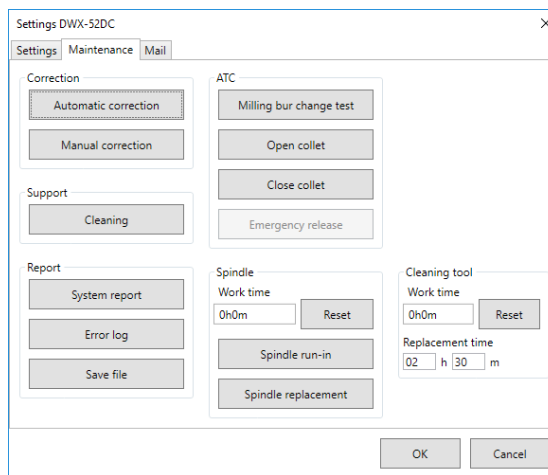 Settings DWX-52DC
Settings Maintenance Mail
Correction
Automatic correction
Manual correction
Support
Cleaning
Report
System report
Error log
Save file
ATC
Milling bur change test
Open collet
Close collet
Emergency release
Spindle
Work time
0h0m Reset
Spindle run-in
Spindle replacement
Cleaning tool
Work time
0h0m Reset
Replacement time
02 h 30 m
OK Cancel